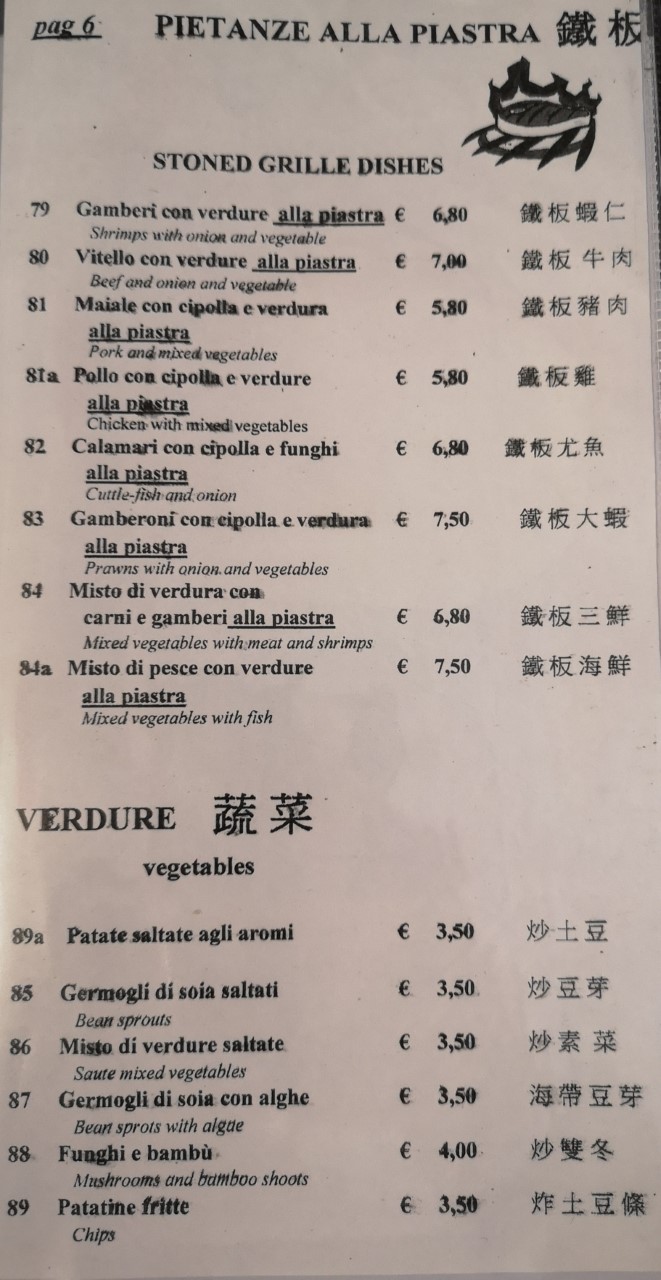 pag 6 PIETANZE ALLA PIASTRA 鐵板
STONED GRILLE DISHES
79 Gamberi con verdure alla piastra € 6,80 鐵板蝦仁
Shrimps with onion and vegetable
80 Vitello con verdure alla piastra € 7,00 鐵板牛肉
Beef and onion and vegetable
81 Maiale con cipolla e verdura € 5,80 鐵板豬肉
alla piastra
Pork and mixed vegetables
81a Pollo con cipolla e verdure € 5,80 鐵板雞
alla piastra
Chicken with mixed vegetables
82 Calamari con cipolla e funghi € 6,80 鐵板尤魚
alla piastra
Cuttle-fish and onion
83 Gamberoni con cipolla e verdura € 7,50 鐵板大蝦
alla piastra
Prawns with onion and vegetables
84 Misto di verdura con
carni e gamberi alla piastra € 6,80 鐵板三鮮
Mixed vegetables with meat and shrimps
84a Misto di pesce con verdure € 7,50 鐵板海鮮
alla piastra
Mixed vegetables with fish
VERDURE 蔬菜
vegetables
89a Patate saltate agli aromi € 3,50 炒土豆
85 Germogli di soia saltati € 3,50 炒豆芽
Bean sprouts
86 Misto di verdure saltate € 3,50 炒素菜
Saute mixed vegetables
87 Germogli di soia con alghe € 3,50 海帶豆芽
Bean sprots with algae
88 Funghi e bambù € 4,00 炒雙冬
Mushrooms and bamboo shoots
89 Patatine fritte € 3,50 炸土豆條
Chips